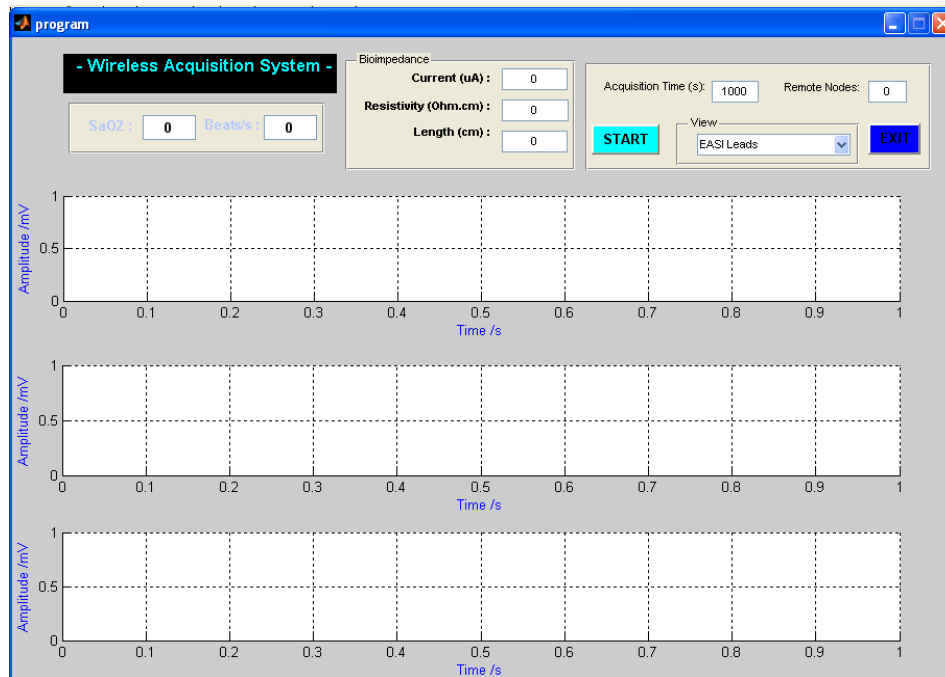 program
- Wireless Acquisition System -
SaO2 : 0 Beats/s : 0
Bioimpedance
Current (uA) : 0
Resistivity (Ohm.cm) : 0
Length (cm) : 0
Acquisition Time (s): 1000 Remote Nodes: 0
START
View
EASI Leads
EXIT
Amplitude /mV
1
0.5
0
0 0.1 0.2 0.3 0.4 0.5 0.6 0.7 0.8 0.9 1
Time /s
Amplitude /mV
1
0.5
0
0 0.1 0.2 0.3 0.4 0.5 0.6 0.7 0.8 0.9 1
Time /s
Amplitude /mV
1
0.5
0
0 0.1 0.2 0.3 0.4 0.5 0.6 0.7 0.8 0.9 1
Time /s